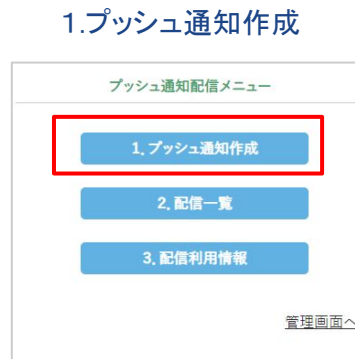 1.プッシュ通知作成
プッシュ通知配信メニュー
1. プッシュ通知作成
2. 配信一覧
3. 配信利用情報
管理画面へ